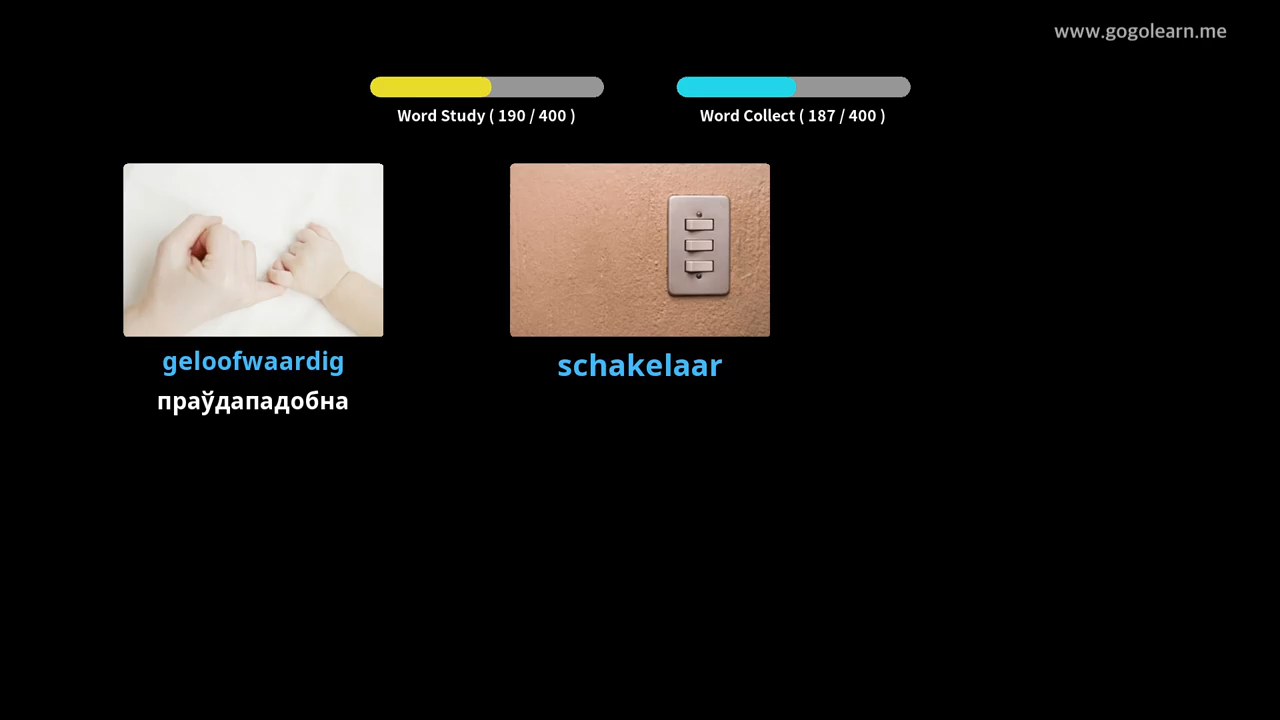 www.gogolearn.me
Word Study ( 190 / 400 )
Word Collect ( 187 / 400 )
geloofwaardig
праўдападобна
schakelaar